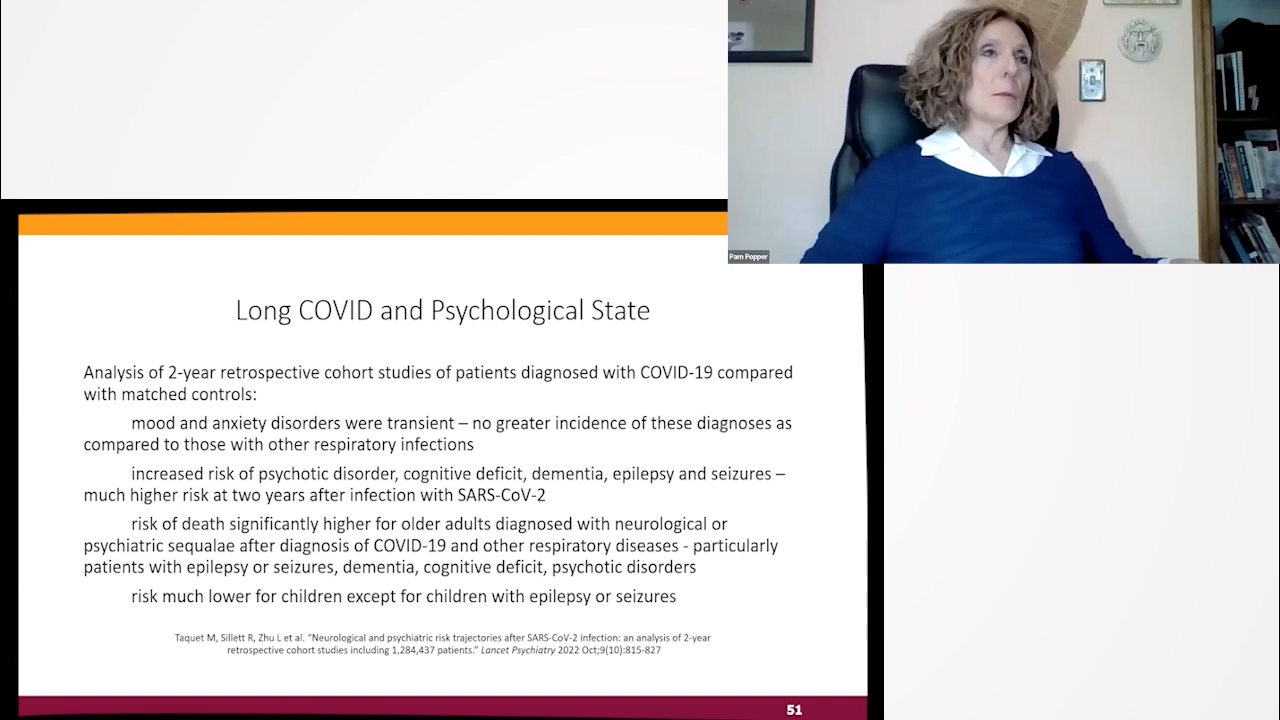 Pam Popper
Long COVID and Psychological State
Analysis of 2-year retrospective cohort studies of patients diagnosed with COVID-19 compared
with matched controls:
mood and anxiety disorders were transient – no greater incidence of these diagnoses as
compared to those with other respiratory infections
increased risk of psychotic disorder, cognitive deficit, dementia, epilepsy and seizures –
much higher risk at two years after infection with SARS-CoV-2
risk of death significantly higher for older adults diagnosed with neurological or
psychiatric sequalae after diagnosis of COVID-19 and other respiratory diseases - particularly
patients with epilepsy or seizures, dementia, cognitive deficit, psychotic disorders
risk much lower for children except for children with epilepsy or seizures
Taquet M, Sillett R, Zhu L et al. "Neurological and psychiatric risk trajectories after SARS-CoV-2 infection: an analysis of 2-year
retrospective cohort studies including 1,284,437 patients." Lancet Psychiatry 2022 Oct;9(10):815-827
51